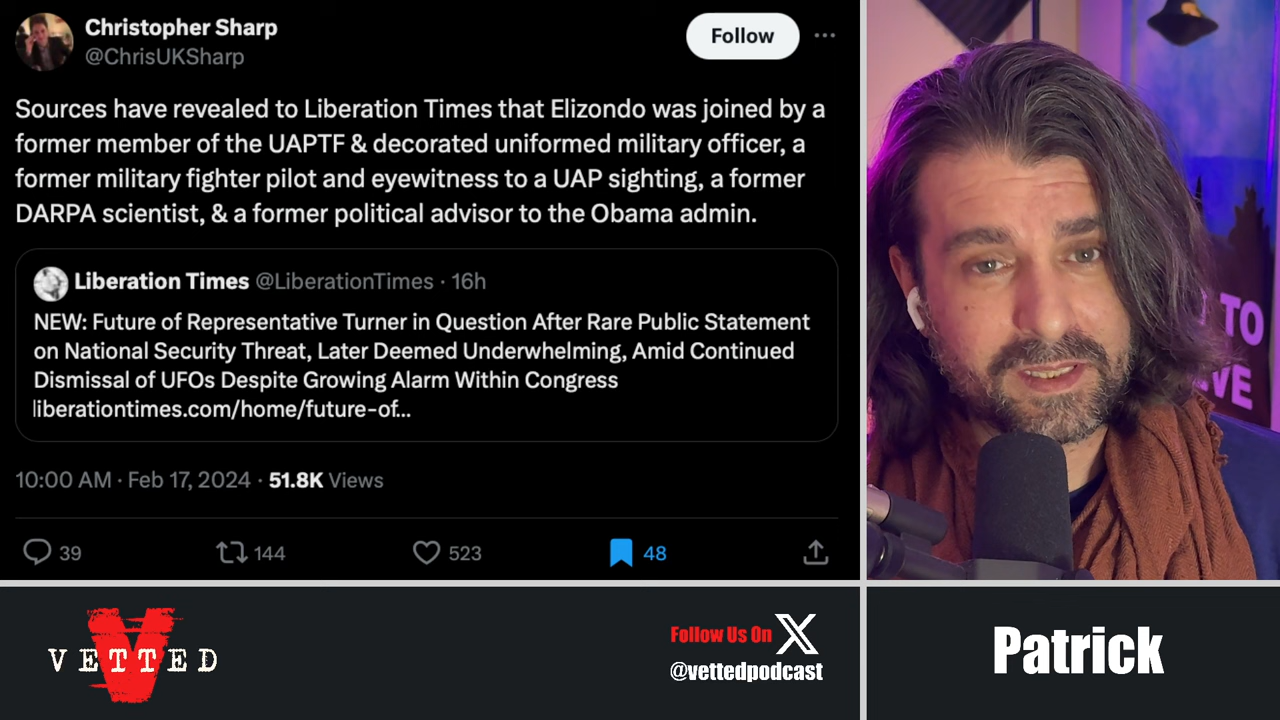 Christopher Sharp
@ChrisUKSharp
Follow
Sources have revealed to Liberation Times that Elizondo was joined by a
former member of the UAPTF & decorated uniformed military officer, a
former military fighter pilot and eyewitness to a UAP sighting, a former
DARPA scientist, & a former political advisor to the Obama admin.
Liberation Times @LiberationTimes · 16h
NEW: Future of Representative Turner in Question After Rare Public Statement
on National Security Threat, Later Deemed Underwhelming, Amid Continued
Dismissal of UFOs Despite Growing Alarm Within Congress
liberationtimes.com/home/future-of...
10:00 AM · Feb 17, 2024 · 51.8K Views
39 144 523 48
TO
VE
V
VETTED
Follow Us On X
@vettedpodcast
Patrick